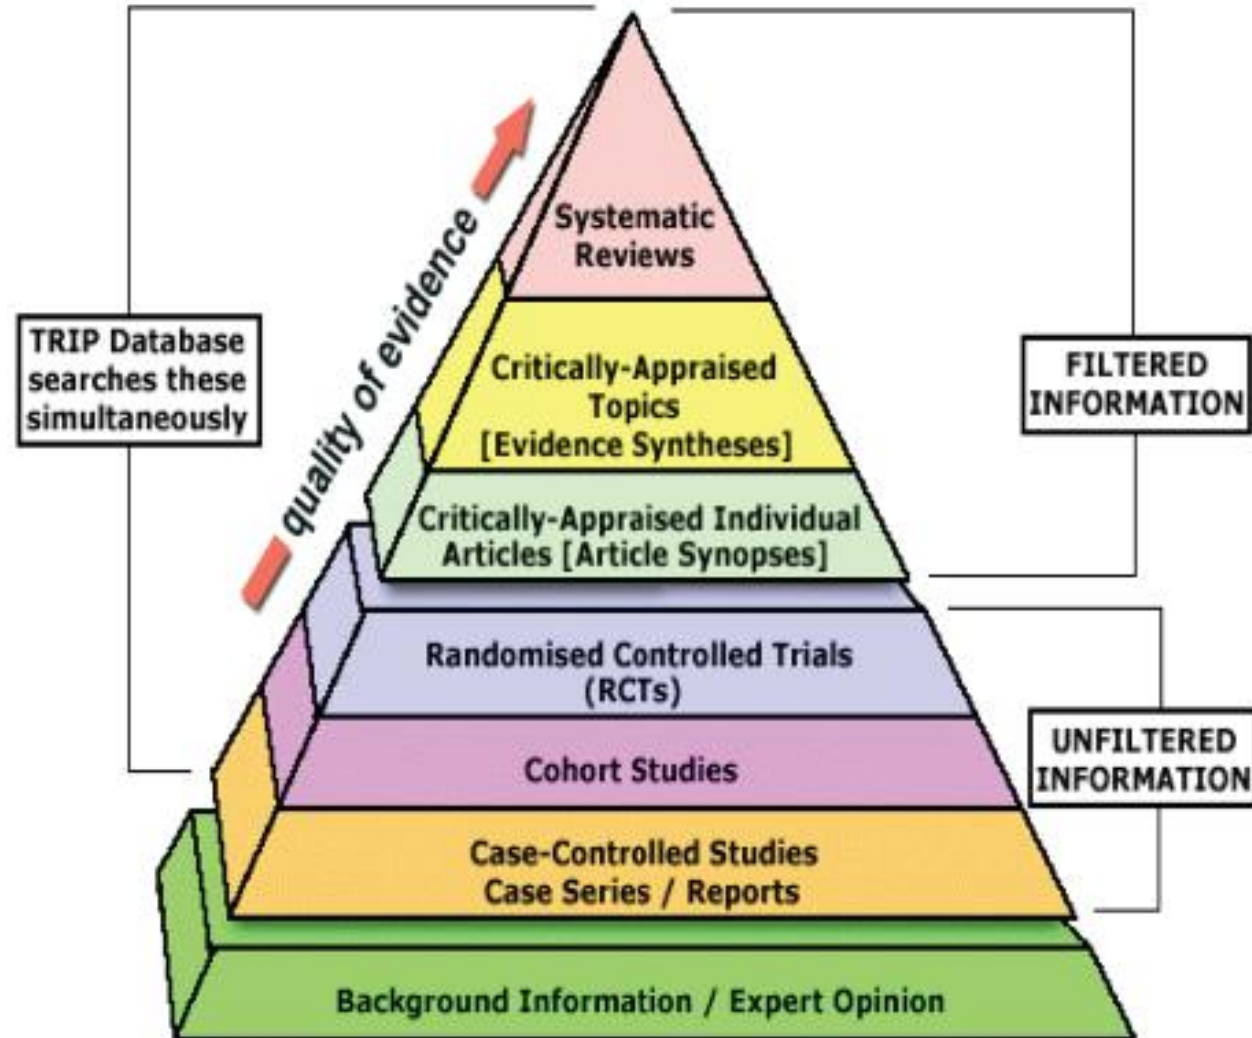 Systematic
Reviews
quality of evidence
TRIP Database
searches these
simultaneously
Critically-Appraised
Topics
[Evidence Syntheses]
FILTERED
INFORMATION
Critically-Appraised Individual
Articles [Article Synopses]
Randomised Controlled Trials
(RCTs)
UNFILTERED
INFORMATION
Cohort Studies
Case-Controlled Studies
Case Series / Reports
Background Information / Expert Opinion